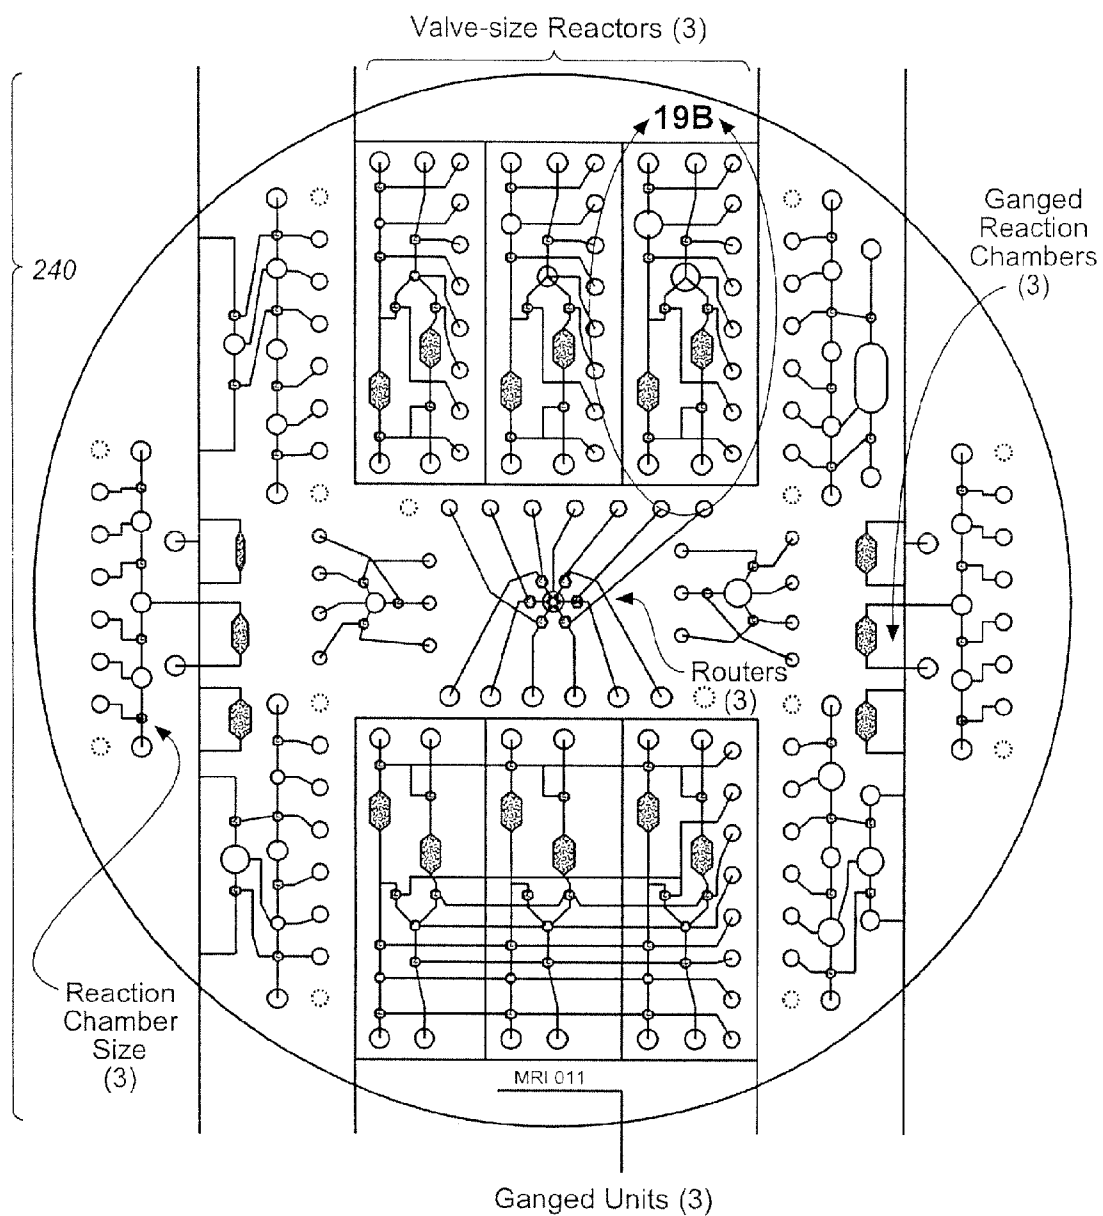 Valve-size Reactors (3)
19B
240
Ganged
Reaction
Chambers
(3)
Routers
(3)
Reaction
Chamber
Size
(3)
MRI 011
Ganged Units (3)